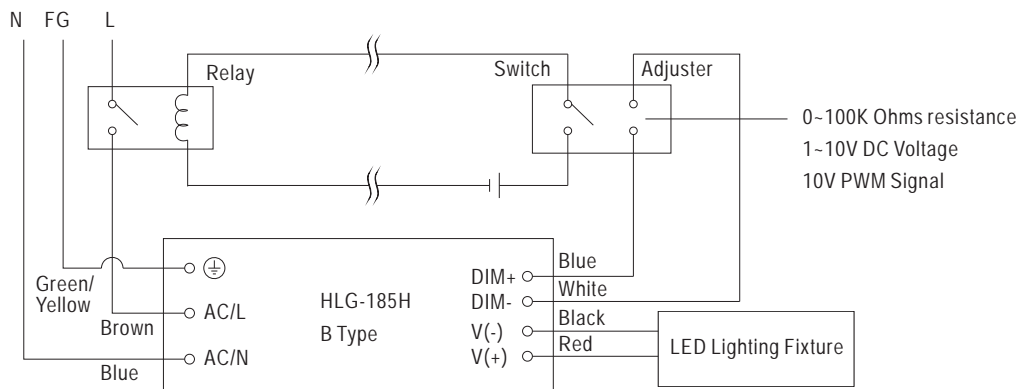 N FG L
Relay
Switch
Adjuster
0~100K Ohms resistance
1~10V DC Voltage
10V PWM Signal
Green/
Yellow
Brown
Blue
AC/L
AC/N
HLG-185H
B Type
DIM+
DIM-
V(-)
V(+)
Blue
White
Black
Red
LED Lighting Fixture